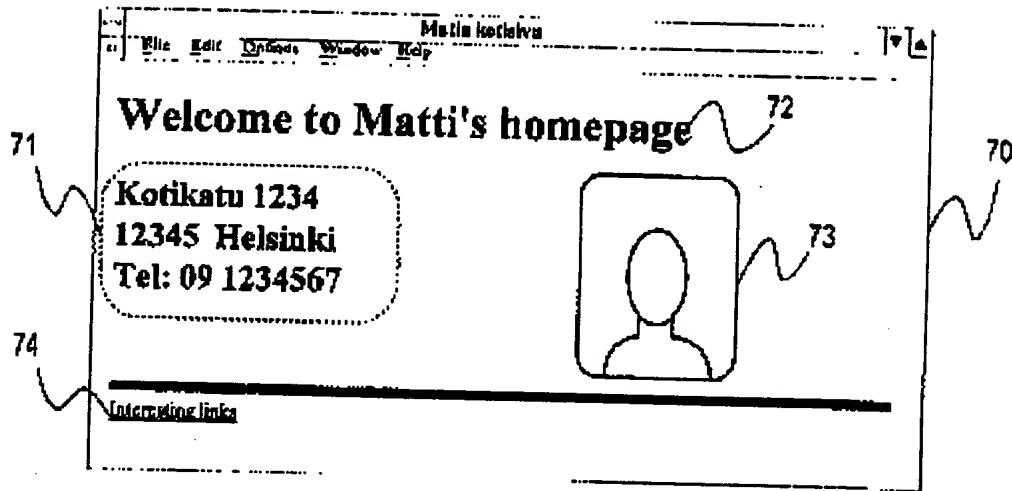 Matin kotisivu
File Edit Options Window Help
Welcome to Matti's homepage
72
71
70
Kotikatu 1234
12345 Helsinki
Tel: 09 1234567
73
74
Interesting links